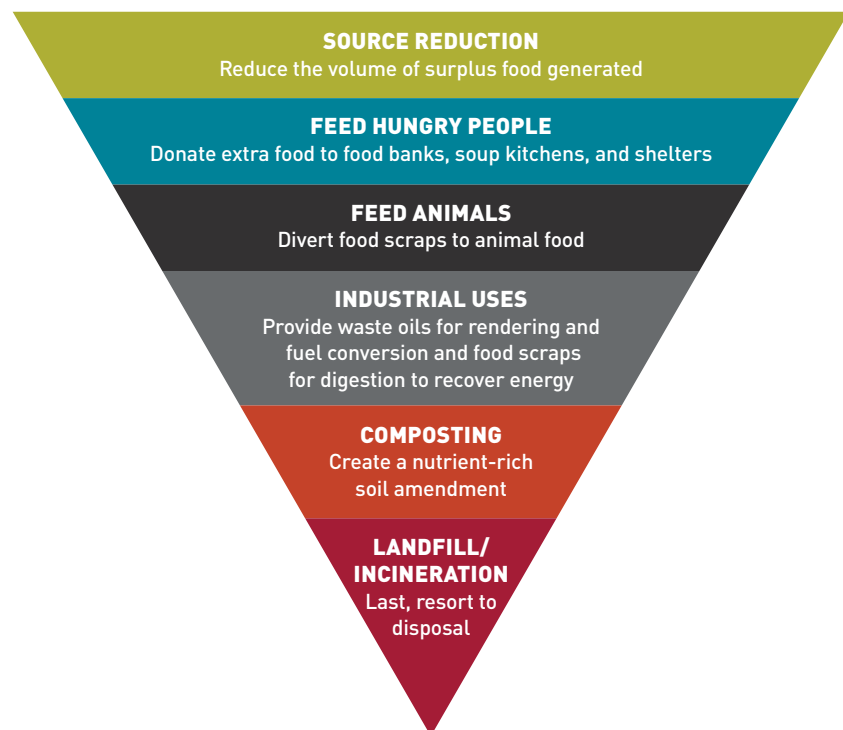 SOURCE REDUCTION
Reduce the volume of surplus food generated
FEED HUNGRY PEOPLE
Donate extra food to food banks, soup kitchens, and shelters
FEED ANIMALS
Divert food scraps to animal food
INDUSTRIAL USES
Provide waste oils for rendering and
fuel conversion and food scraps
for digestion to recover energy
COMPOSTING
Create a nutrient-rich
soil amendment
LANDFILL/
INCINERATION
Last, resort to
disposal